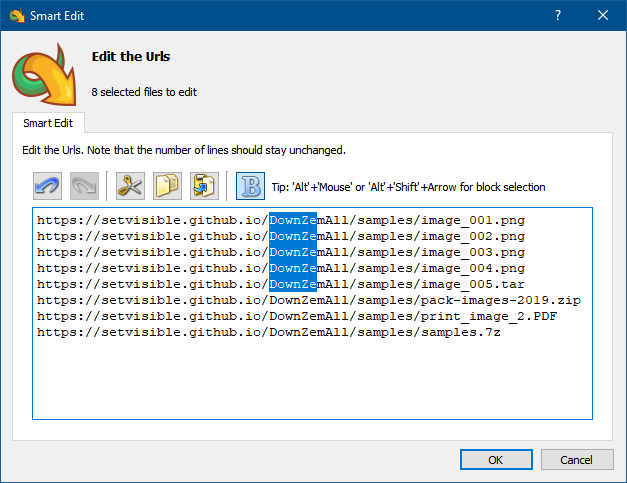 Smart Edit
?
Edit the Urls
8 selected files to edit
Smart Edit
Edit the Urls. Note that the number of lines should stay unchanged.
B Tip: 'Alt'+'Mouse' or 'Alt'+'Shift'+Arrow for block selection
https://setvisible.github.io/DownZemAll/samples/image_001.png
https://setvisible.github.io/DownZemAll/samples/image_002.png
https://setvisible.github.io/DownZemAll/samples/image_003.png
https://setvisible.github.io/DownZemAll/samples/image_004.png
https://setvisible.github.io/DownZemAll/samples/image_005.tar
https://setvisible.github.io/DownZemAll/samples/pack-images-2019.zip
https://setvisible.github.io/DownZemAll/samples/print_image_2.PDF
https://setvisible.github.io/DownZemAll/samples/samples.7z
OK Cancel